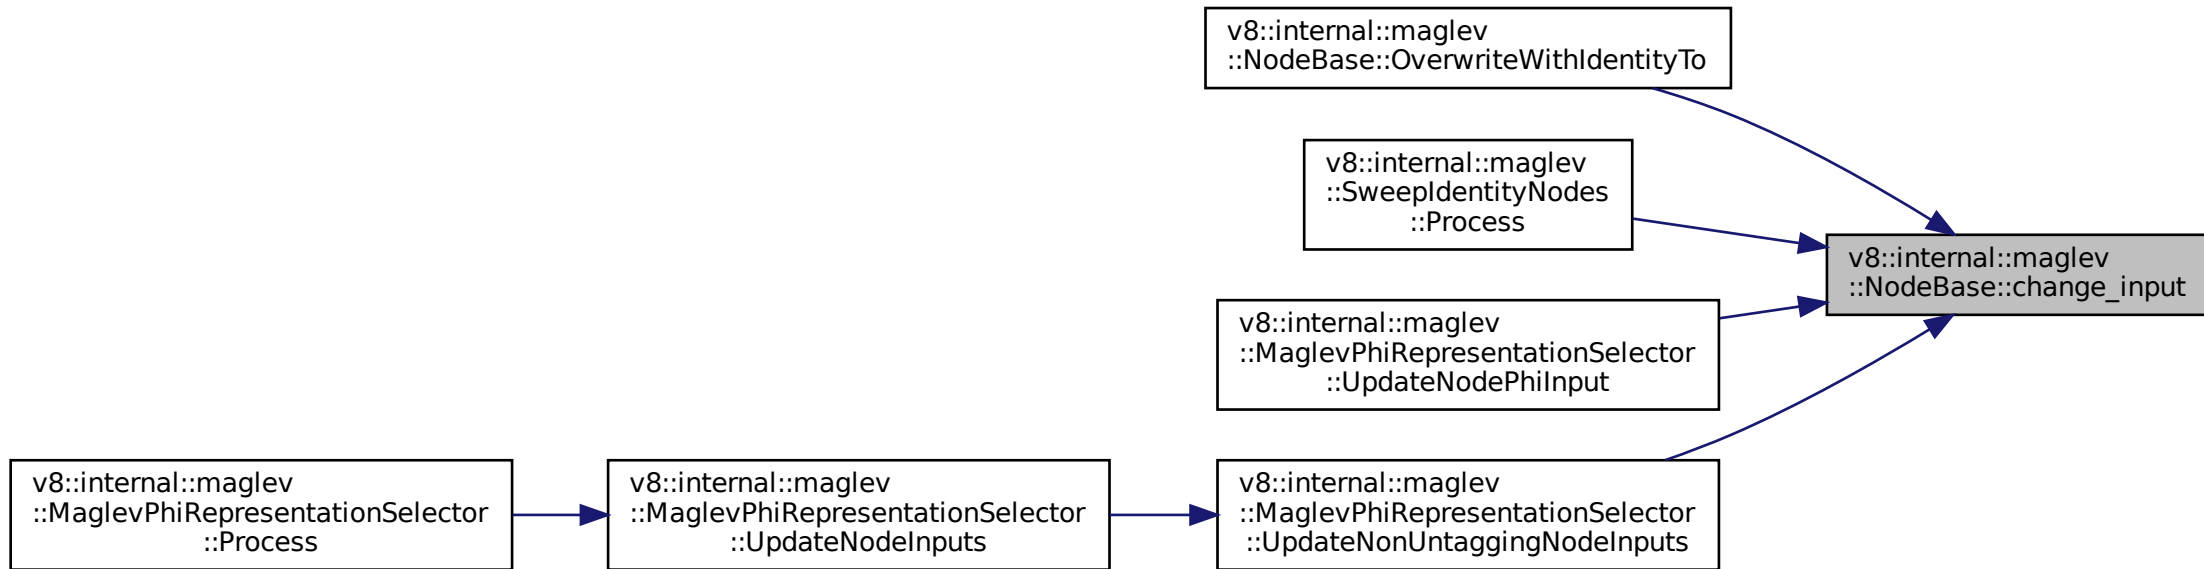 v8::internal::maglev
::NodeBase::OverwriteWithIdentityTo
v8::internal::maglev
::SweepIdentityNodes
::Process
v8::internal::maglev
::NodeBase::change_input
v8::internal::maglev
::MaglevPhiRepresentationSelector
::UpdateNodePhiInput
v8::internal::maglev
::MaglevPhiRepresentationSelector
::Process
v8::internal::maglev
::MaglevPhiRepresentationSelector
::UpdateNodeInputs
v8::internal::maglev
::MaglevPhiRepresentationSelector
::UpdateNonUntaggingNodeInputs